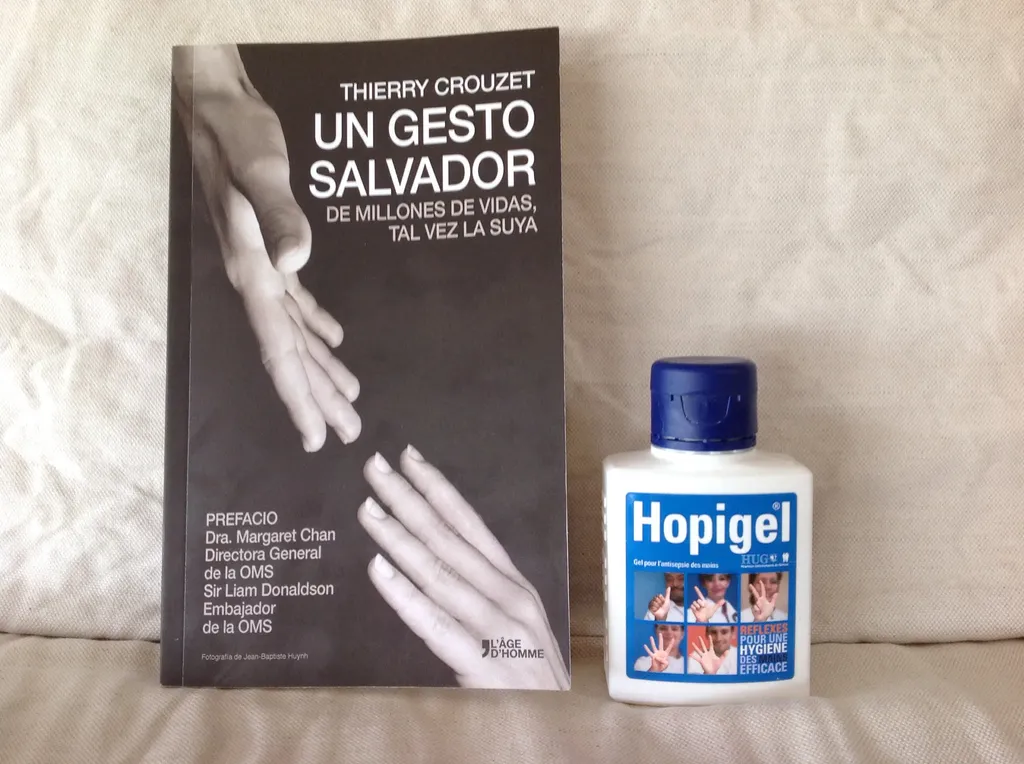 THIERRY CROUZET
UN GESTO
SALVADOR
DE MILLONES DE VIDAS,
TAL VEZ LA SUYA
PREFACIO
Dra. Margaret Chan
Directora General
de la OMS
Sir Liam Donaldson
Embajador
de la OMS
Fotografía de Jean-Baptiste Huynh
L'ÂGE
D'HOMME
Hopigel®
HUG
Gel pour l'antisepsie des mains
RÉFLEXES
POUR UNE
HYGIÈNE
DES MAINS
EFFICACE